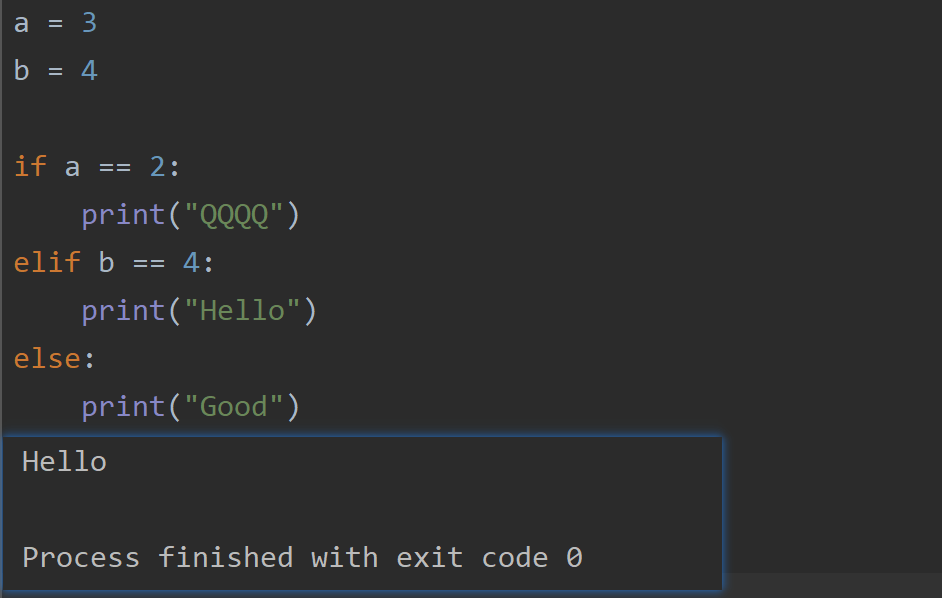 a = 3
b = 4
if a == 2:
    print("QQQQ")
elif b == 4:
    print("Hello")
else:
    print("Good")
Hello
Process finished with exit code 0